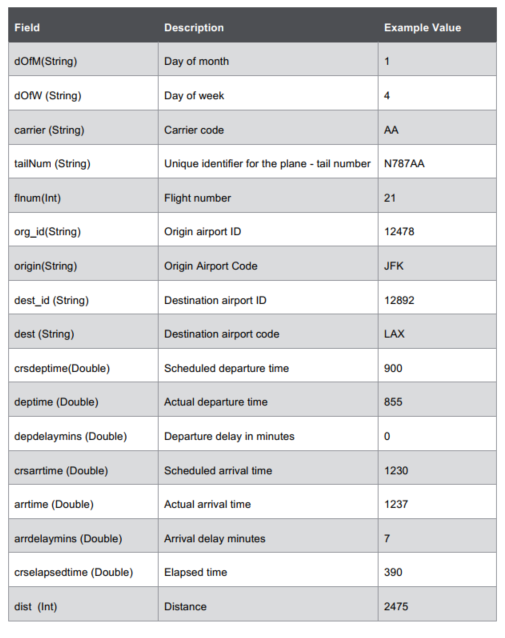 Field Description Example Value
dOfM(String) Day of month 1
dOfW (String) Day of week 4
carrier (String) Carrier code AA
tailNum (String) Unique identifier for the plane - tail number N787AA
flnum(Int) Flight number 21
org_id(String) Origin airport ID 12478
origin(String) Origin Airport Code JFK
dest_id (String) Destination airport ID 12892
dest (String) Destination airport code LAX
crsdeptime(Double) Scheduled departure time 900
deptime (Double) Actual departure time 855
depdelaymins (Double) Departure delay in minutes 0
crsarrtime (Double) Scheduled arrival time 1230
arrtime (Double) Actual arrival time 1237
arrdelaymins (Double) Arrival delay minutes 7
crselapsedtime (Double) Elapsed time 390
dist (Int) Distance 2475